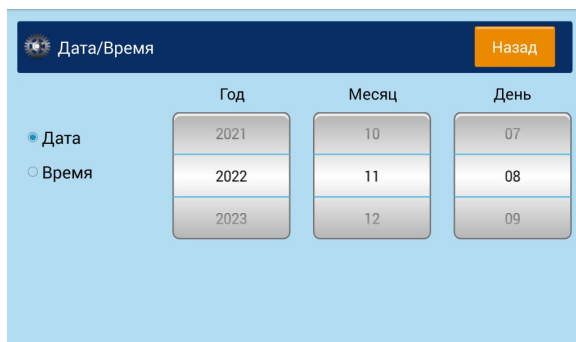 Дата/Время
Назад
Год Месяц День
Дата
Время
2021 10 07
2022 11 08
2023 12 09